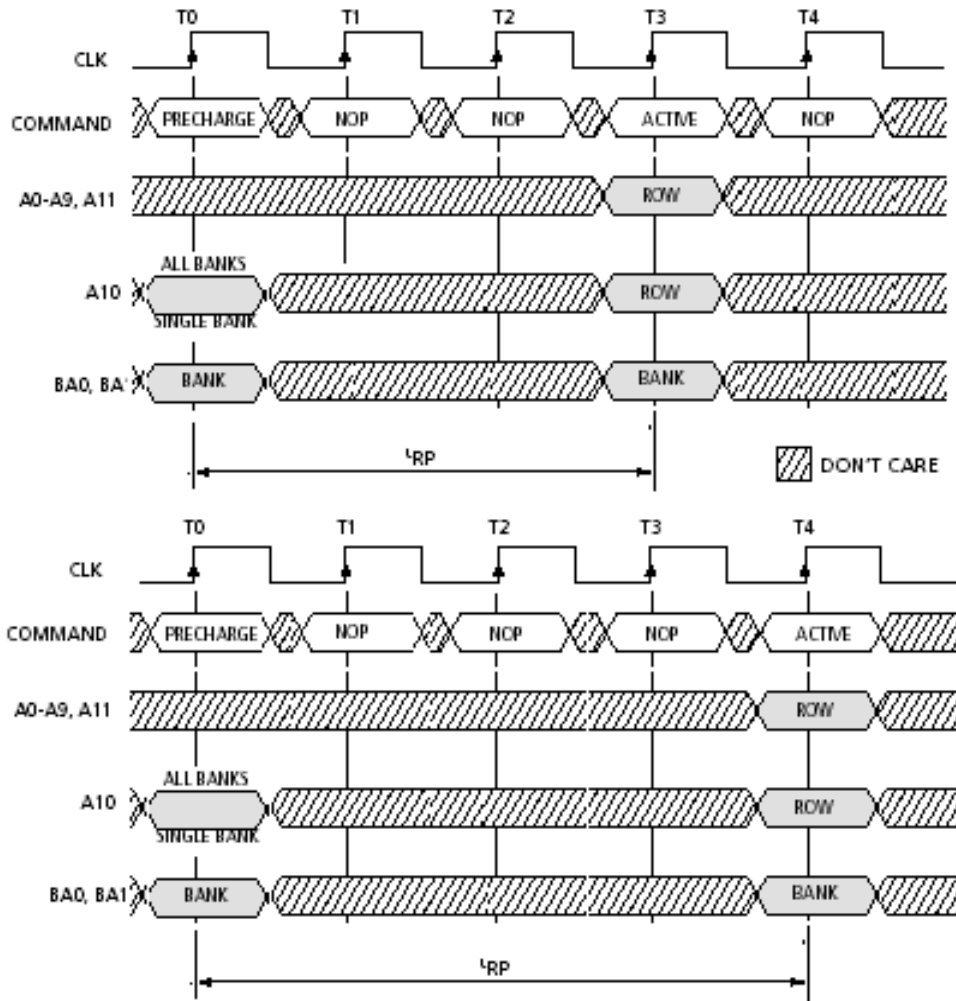 T0 T1 T2 T3 T4
CLK
COMMAND PRECHARGE NOP NOP ACTIVE NOP
A0-A9, A11 ROW
ALL BANKS
A10 ROW
SINGLE BANK
BA0, BA BANK BANK
tRP
DON'T CARE
T0 T1 T2 T3 T4
CLK
COMMAND PRECHARGE NOP NOP NOP ACTIVE
A0-A9, A11 ROW
ALL BANKS
A10 ROW
SINGLE BANK
BA0, BA1 BANK BANK
tRP